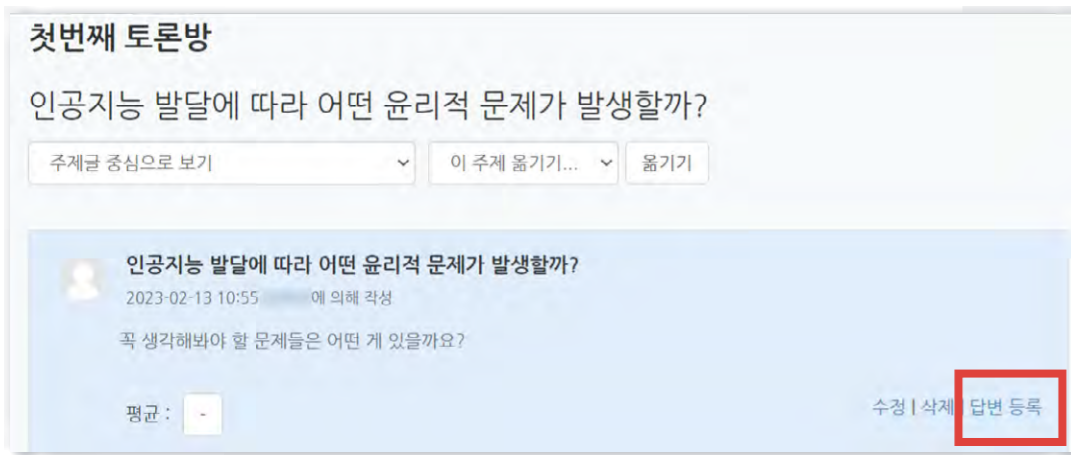 첫번째 토론방
인공지능 발달에 따라 어떤 윤리적 문제가 발생할까?
주제글 중심으로 보기 이 주제 옮기기... 옮기기
인공지능 발달에 따라 어떤 윤리적 문제가 발생할까?
2023-02-13 10:55 에 의해 작성
꼭 생각해봐야 할 문제들은 어떤 게 있을까요?
평균 : -
수정 | 삭제 | 답변 등록